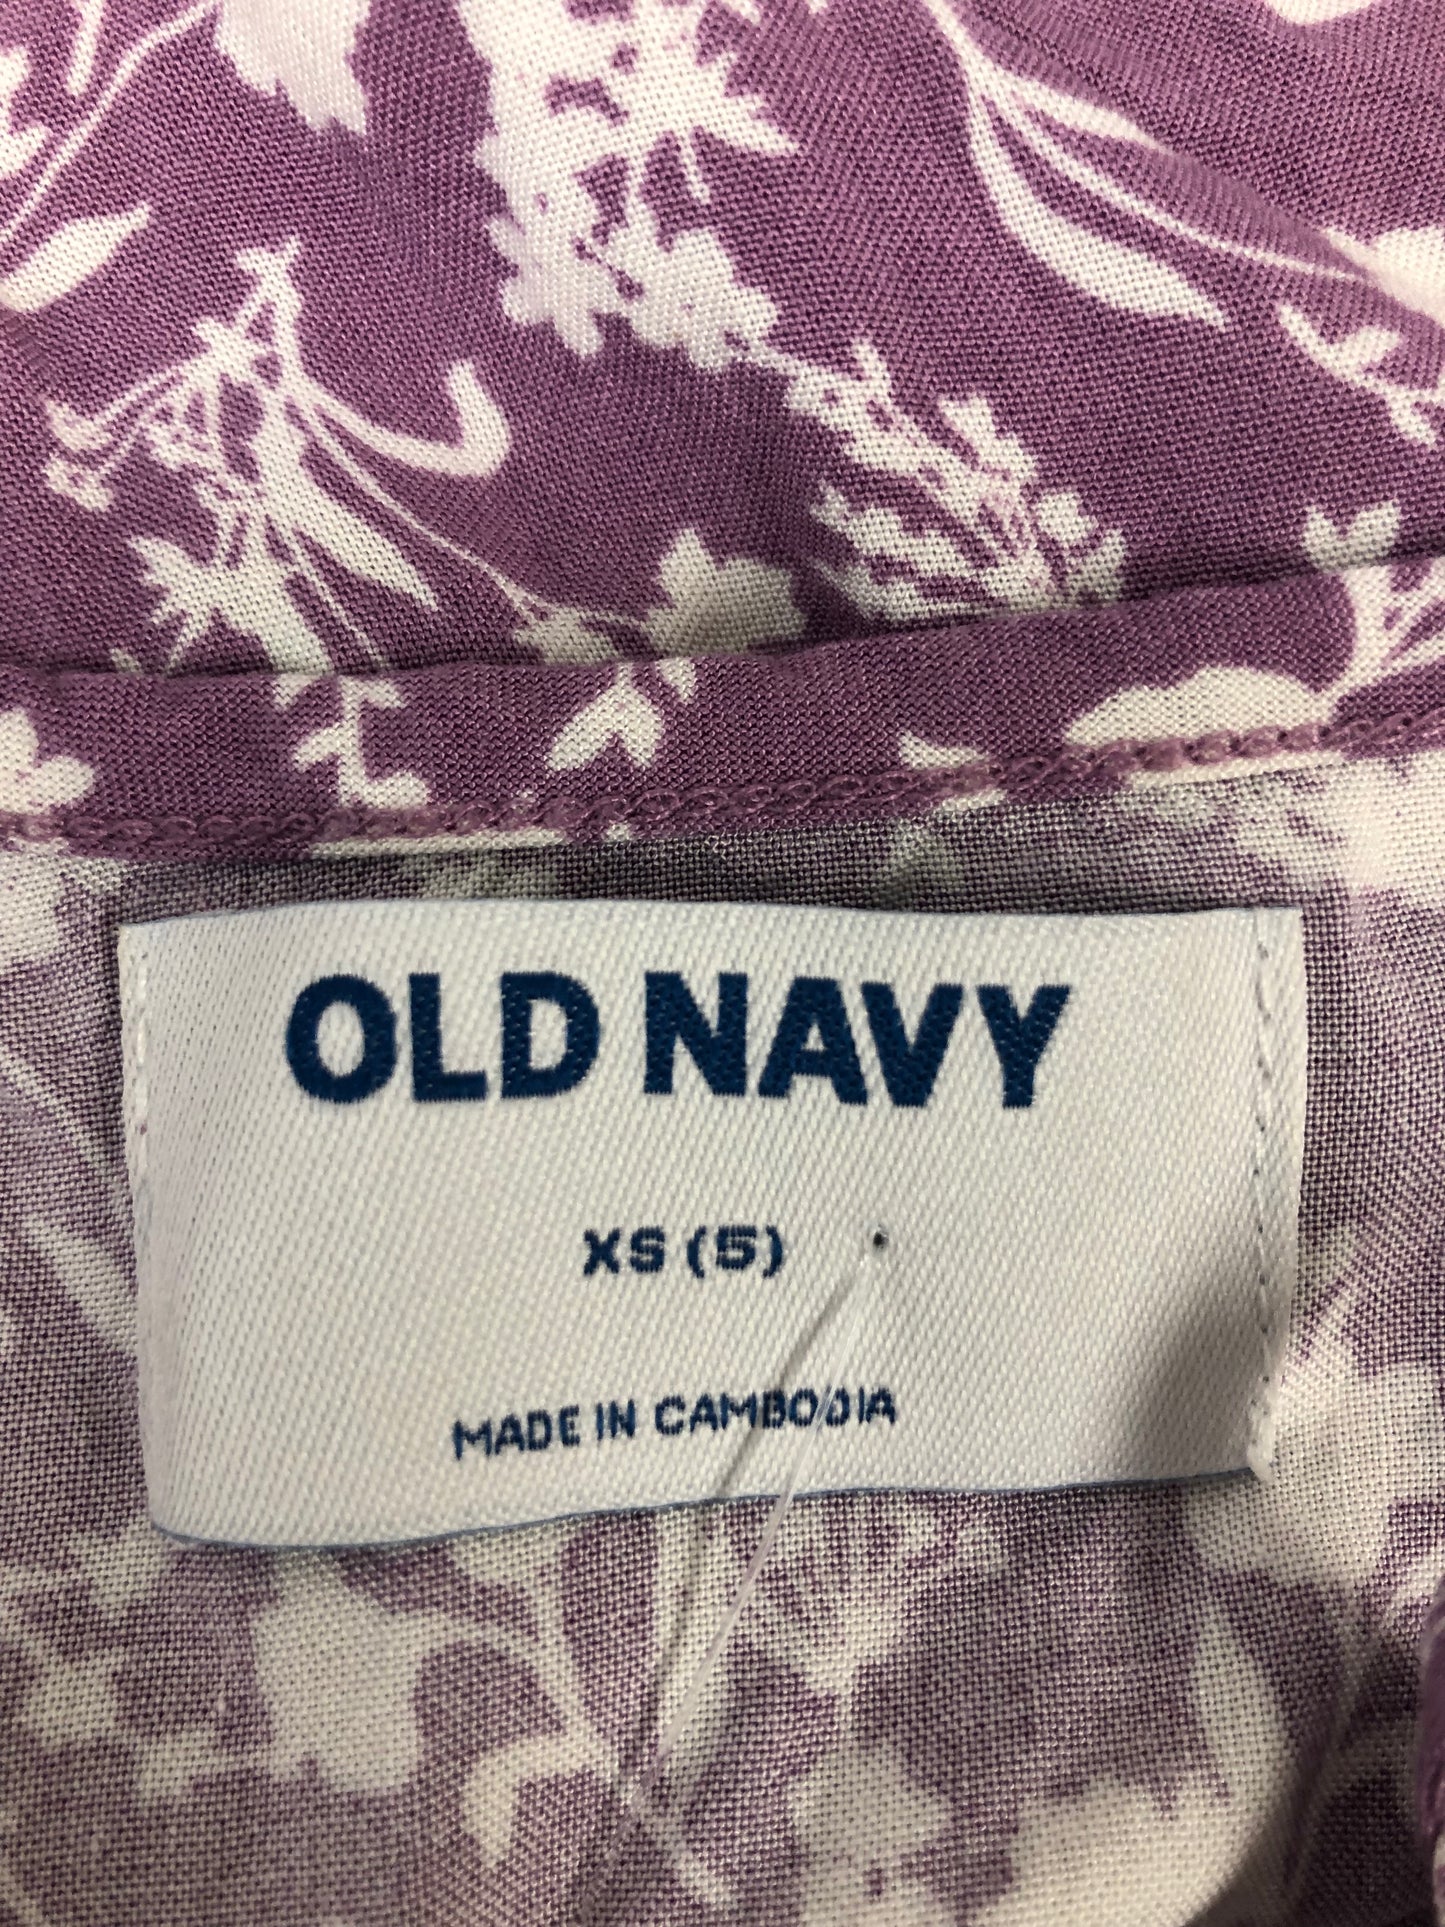 OLD NAVY
XS (5)
MADE IN CAMBODIA